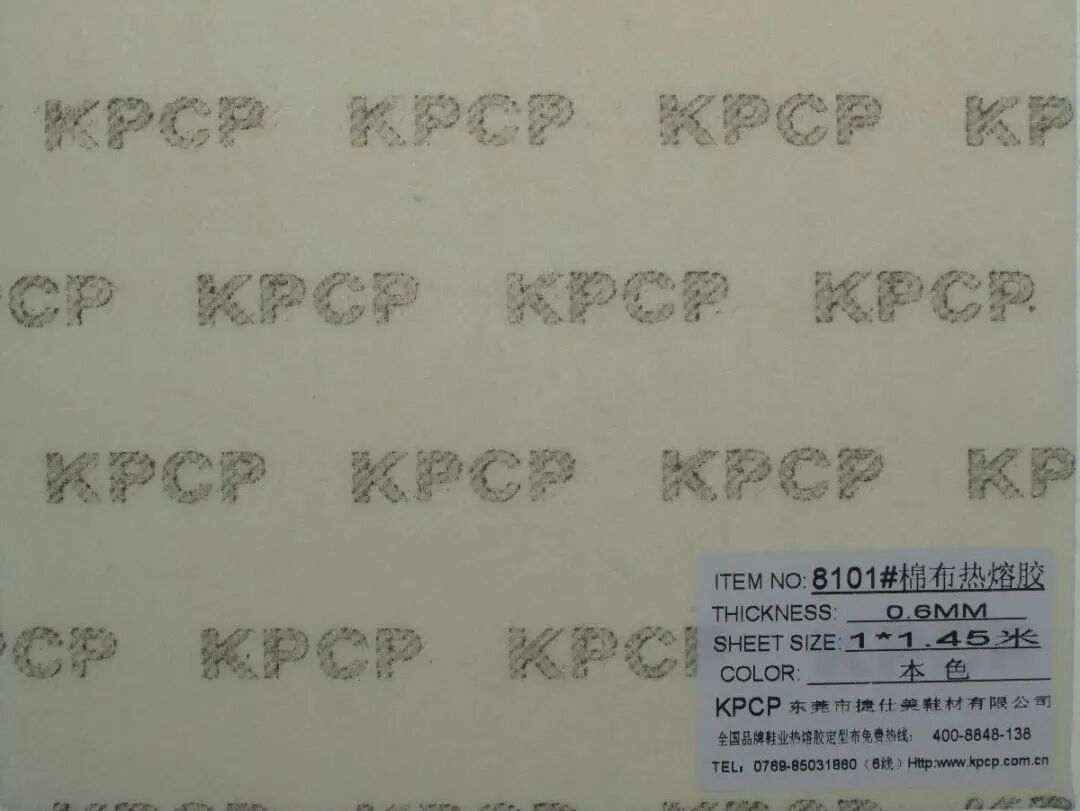 KPCP KPCP KPCP KP
CP KPCP KPCP KPCP
KPCP KPCP KPCP KP
CP KPCP KPC
ITEM NO: 8101#棉布热熔胶
THICKNESS: 0.6MM
SHEET SIZE: 1*1.45米
COLOR: 本色
KPCP 东莞市捷仕美鞋材有限公司
全国品牌鞋业热熔胶定型布免费热线: 400-8848-138
TEL: 0769-85031860(6线) Http:www.kpcp.com.cn